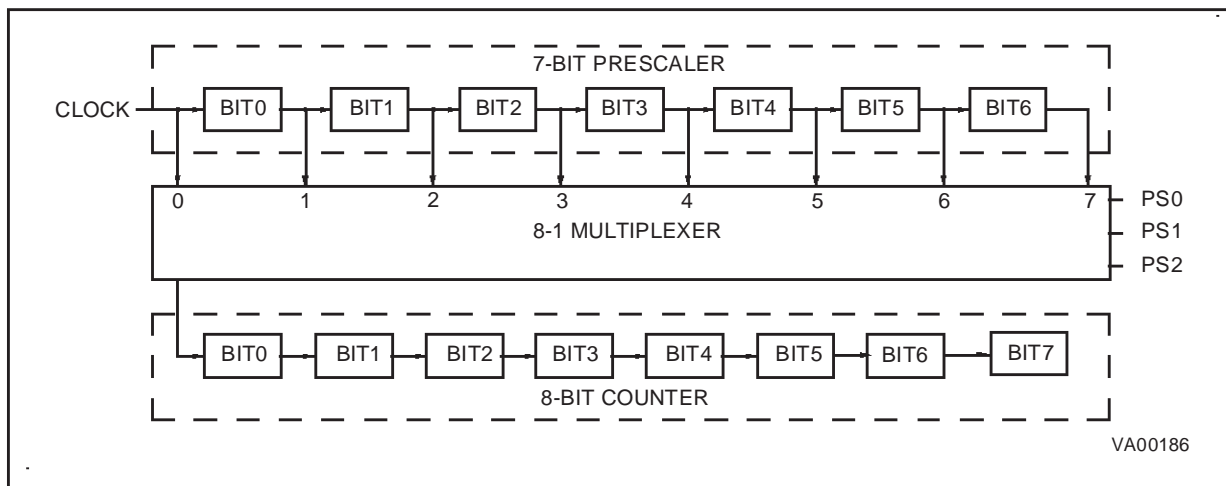 7-BIT PRESCALER
CLOCK BIT0 BIT1 BIT2 BIT3 BIT4 BIT5 BIT6
0 1 2 3 4 5 6 7 PS0
8-1 MULTIPLEXER PS1
PS2
BIT0 BIT1 BIT2 BIT3 BIT4 BIT5 BIT6 BIT7
8-BIT COUNTER
VA00186